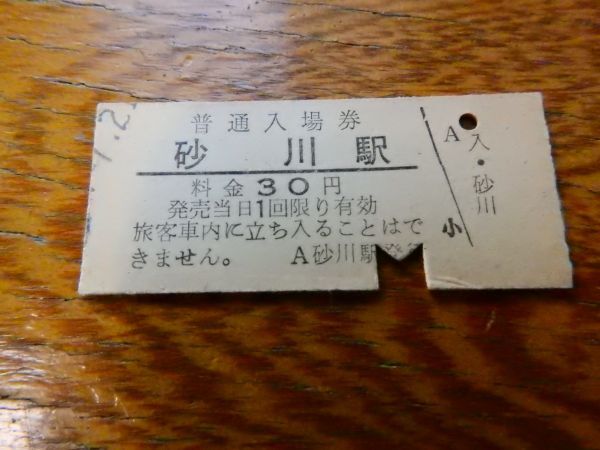 普通入場券
砂川駅
料金30円
発売当日1回限り有効
旅客車内に立ち入ることはで
きません。 A砂川駅発行
A
小
入・砂川